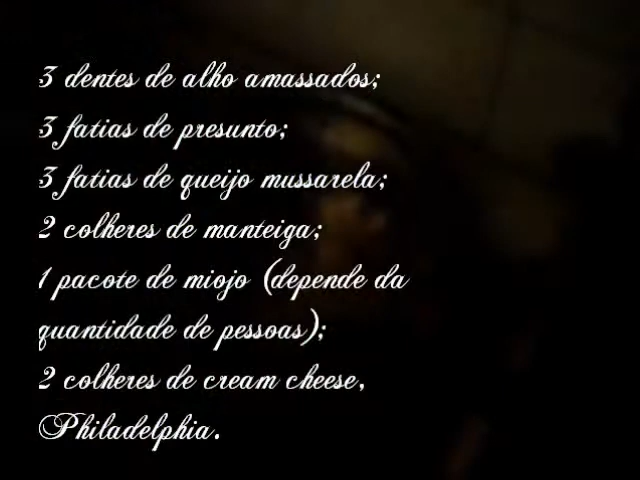 3 dentes de alho amassados;
3 fatias de presunto;
3 fatias de queijo mussarela;
2 colheres de manteiga;
1 pacote de miojo (depende da
quantidade de pessoas);
2 colheres de cream cheese,
Philadelphia.